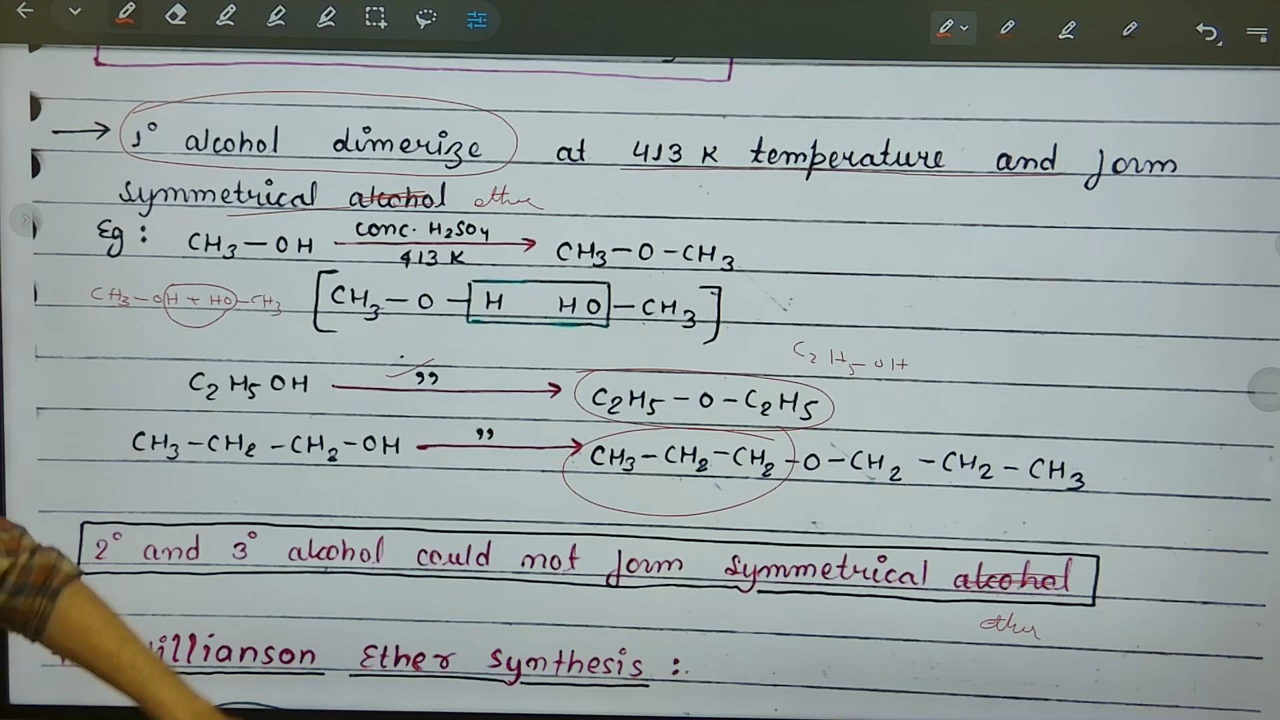 → 1° alcohol dimerize at 413 K temperature and form
symmetrical alcohol ether
Eg : CH3-OH conc. H2SO4 413 K → CH3-O-CH3
CH3-OH + HO-CH3 [CH3-O-H HO-CH3]
C2H5-OH
C2H5OH ,, → C2H5-O-C2H5
CH3-CH2-CH2-OH ,, → CH3-CH2-CH2-O-CH2-CH2-CH3
2° and 3° alcohol could not form symmetrical alcohol
ether
illianson Ether synthesis :